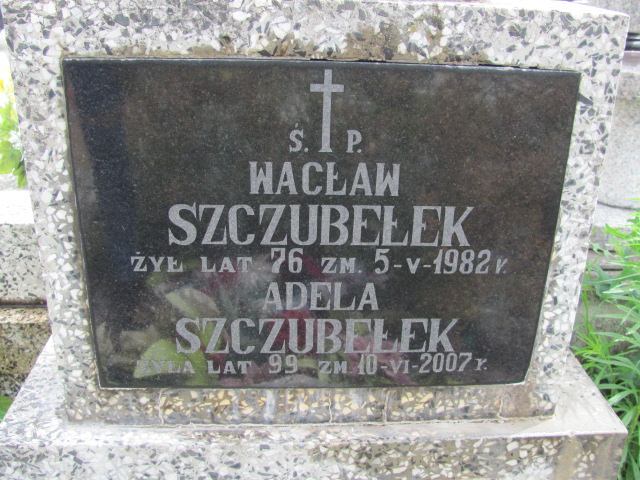 Ś. P.
WACŁAW
SZCZUBEŁEK
ŻYŁ LAT 76 ZM. 5-V-1982 r.
ADELA
SZCZUBEŁEK
ŻYŁA LAT 99 ZM 10-VI-2007 r.